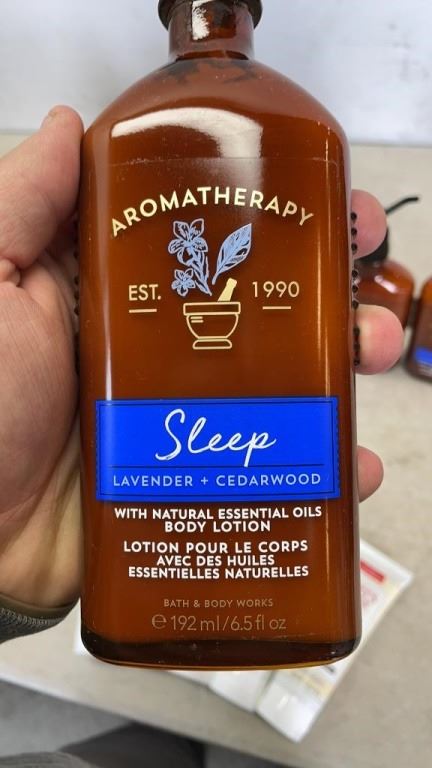 AROMATHERAPY
EST. 1990
Sleep
LAVENDER + CEDARWOOD
WITH NATURAL ESSENTIAL OILS
BODY LOTION
LOTION POUR LE CORPS
AVEC DES HUILES
ESSENTIELLES NATURELLES
BATH & BODY WORKS
℮ 192 ml/6.5 fl oz